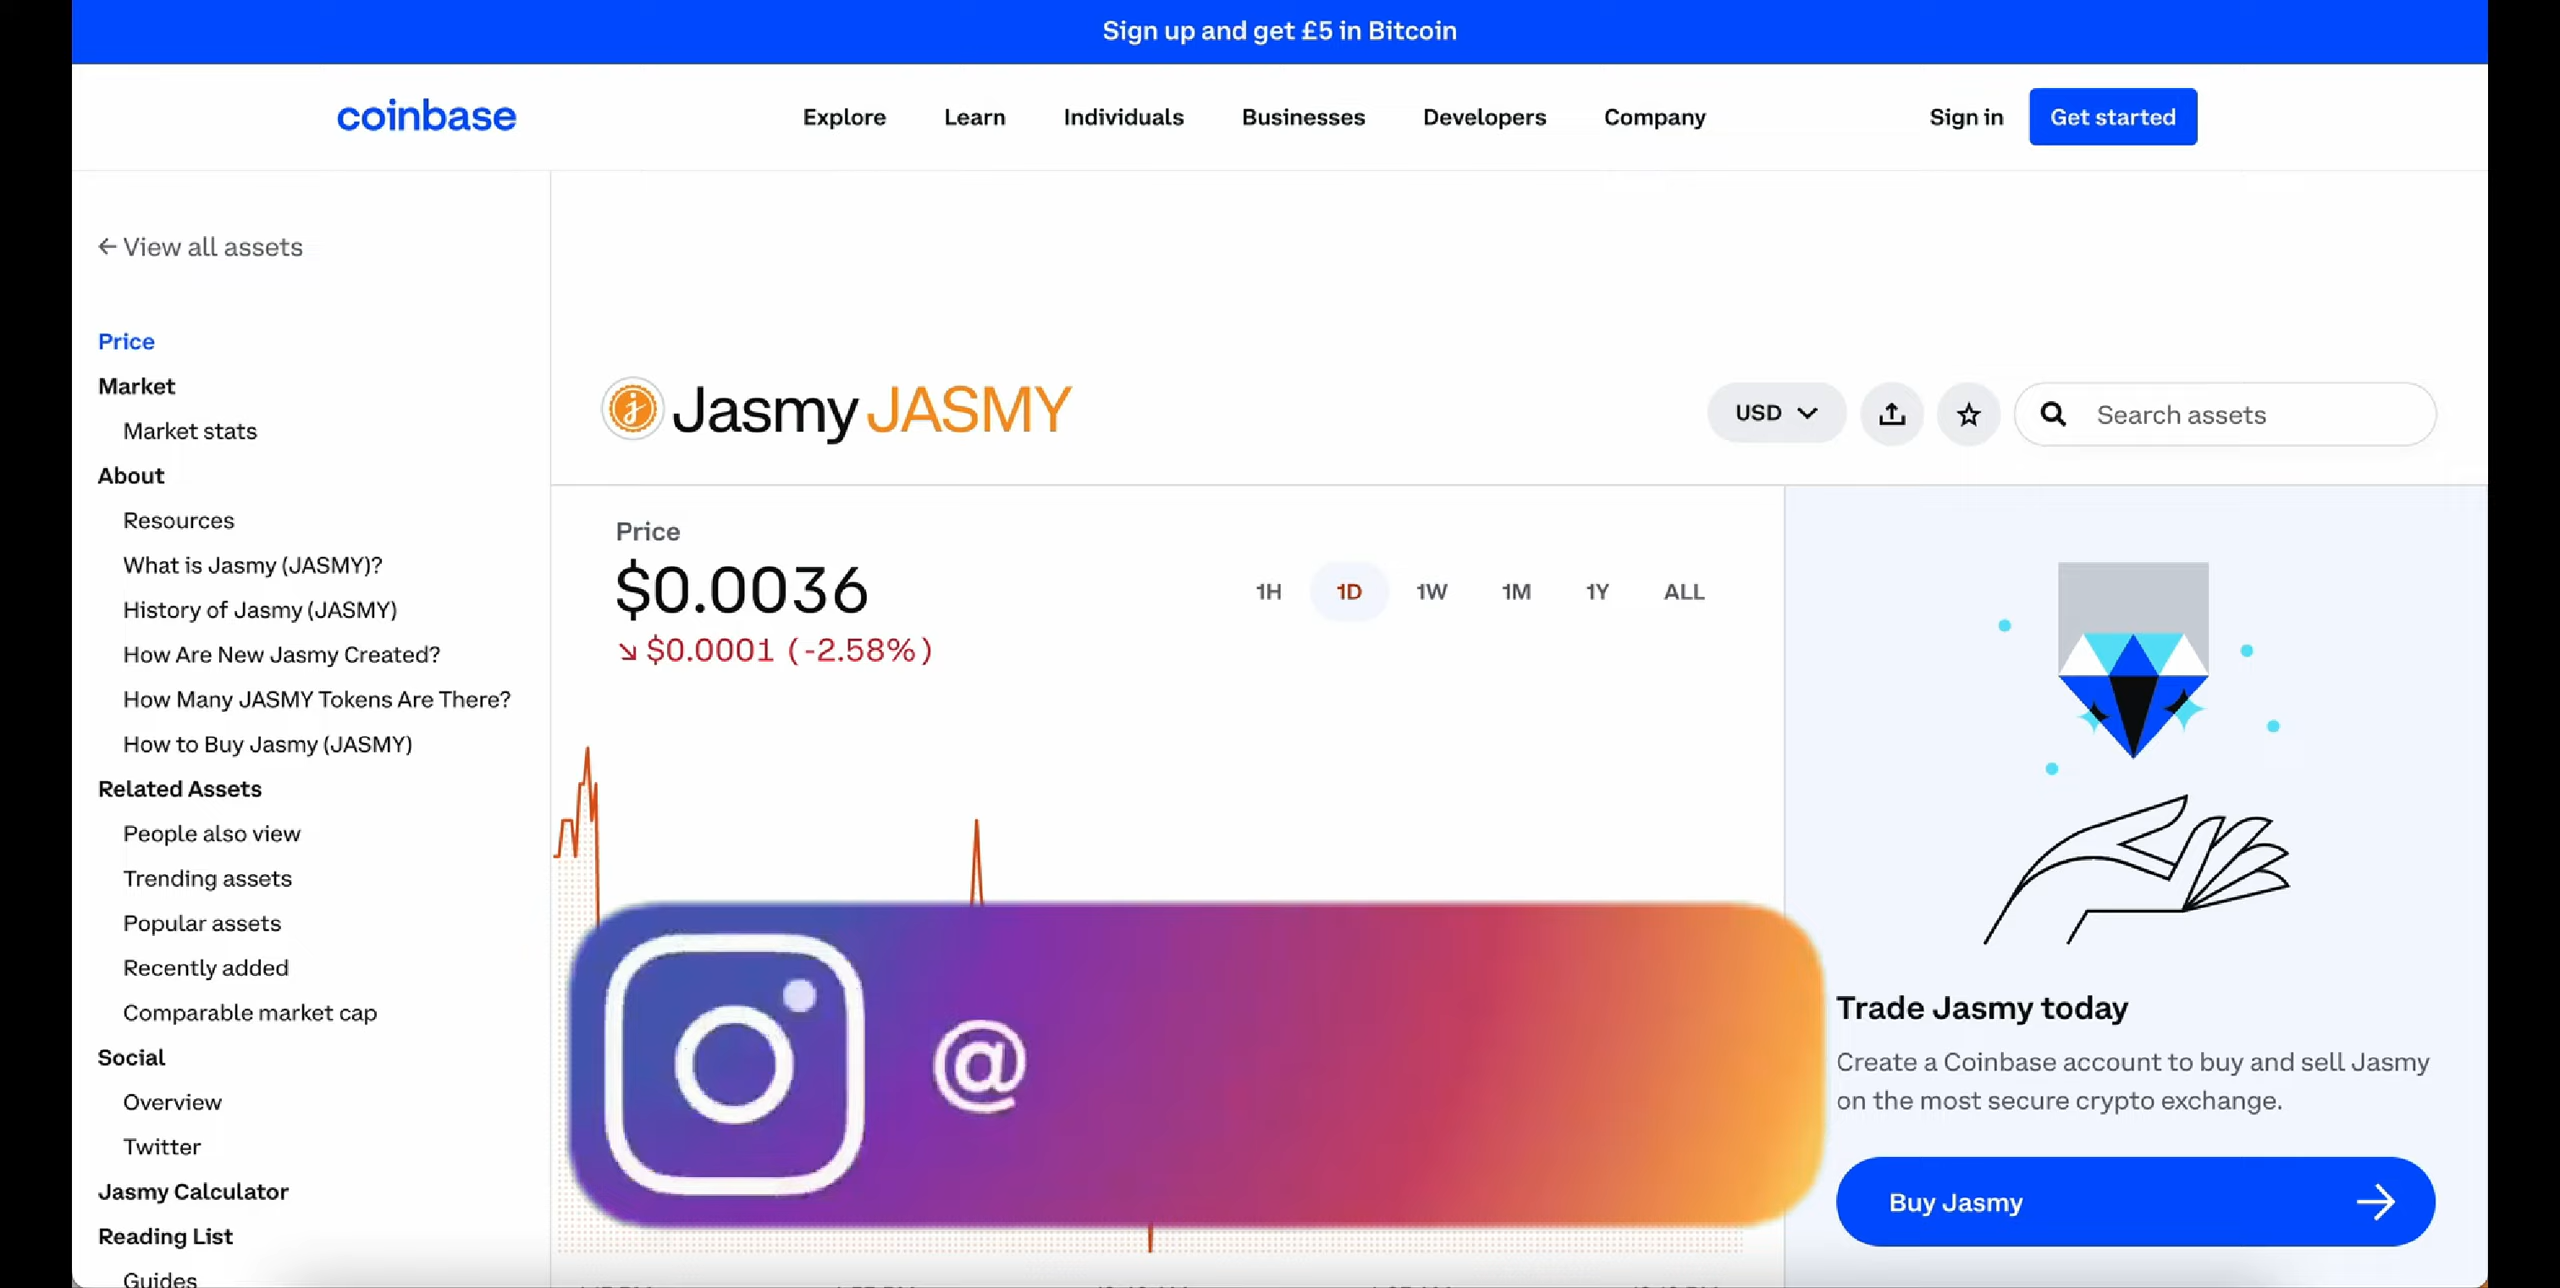 Sign up and get £5 in Bitcoin
coinbase
Explore Learn Individuals Businesses Developers Company Sign in Get started
← View all assets
Price
Market
Market stats
About
Resources
What is Jasmy (JASMY)?
History of Jasmy (JASMY)
How Are New Jasmy Created?
How Many JASMY Tokens Are There?
How to Buy Jasmy (JASMY)
Related Assets
People also view
Trending assets
Popular assets
Recently added
Comparable market cap
Social
Overview
Twitter
Jasmy Calculator
Reading List
Guides
Jasmy JASMY
USD
Search assets
Price
$0.0036
↘ $0.0001 (-2.58%)
1H 1D 1W 1M 1Y ALL
@
Trade Jasmy today
Create a Coinbase account to buy and sell Jasmy
on the most secure crypto exchange.
Buy Jasmy →